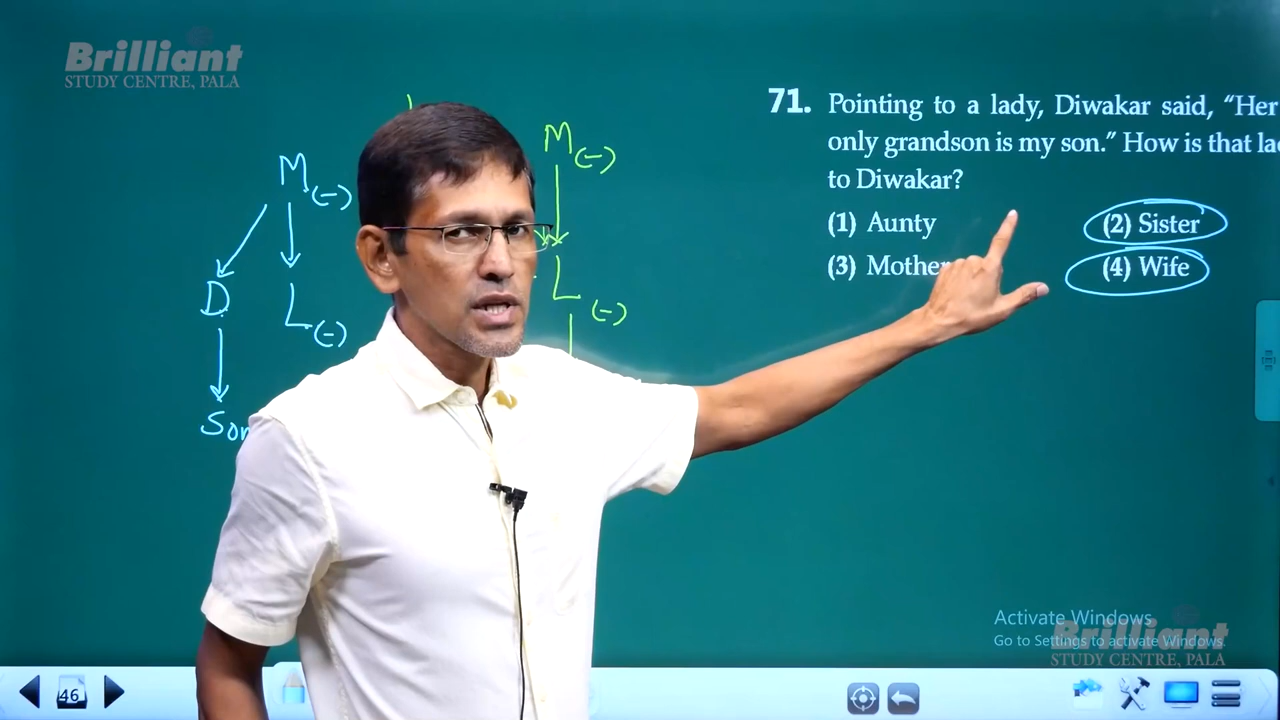 Brilliant
STUDY CENTRE, PALA
71. Pointing to a lady, Diwakar said, “Her
only grandson is my son.” How is that
to Diwakar?
(1) Aunty
(2) Sister
(3) Mother
(4) Wife
M(-)
D
L(-)
Son
M(-)
L(-)
Activate Windows
Go to Settings to activate Windows.
Brilliant
STUDY CENTRE, PALA
46